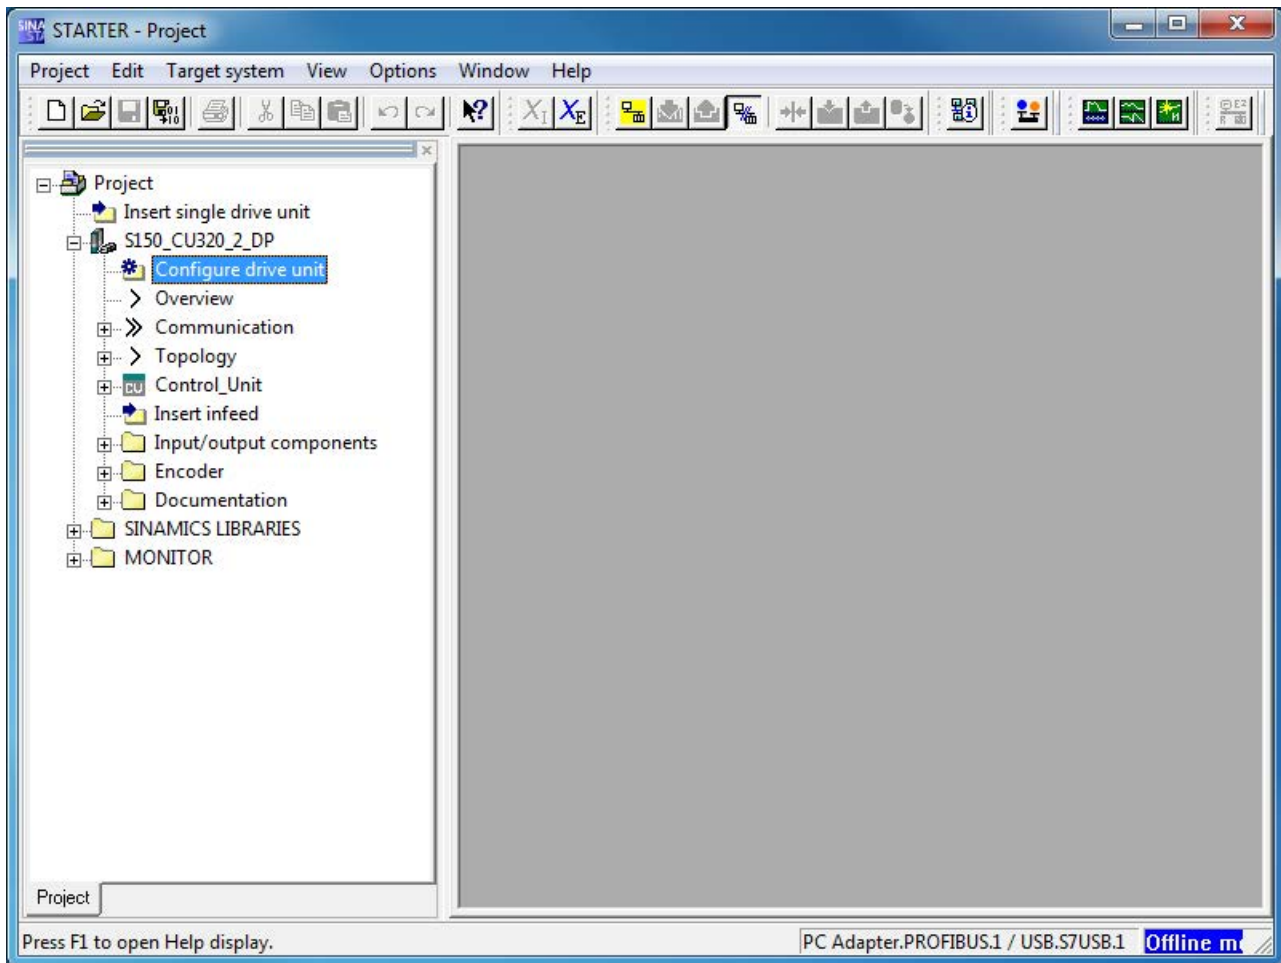 STARTER - Project
Project Edit Target system View Options Window Help
Project
Insert single drive unit
S150_CU320_2_DP
Configure drive unit
Overview
Communication
Topology
CU Control_Unit
Insert infeed
Input/output components
Encoder
Documentation
SINAMICS LIBRARIES
MONITOR
Project
Press F1 to open Help display.
PC Adapter.PROFIBUS.1 / USB.S7USB.1 Offline